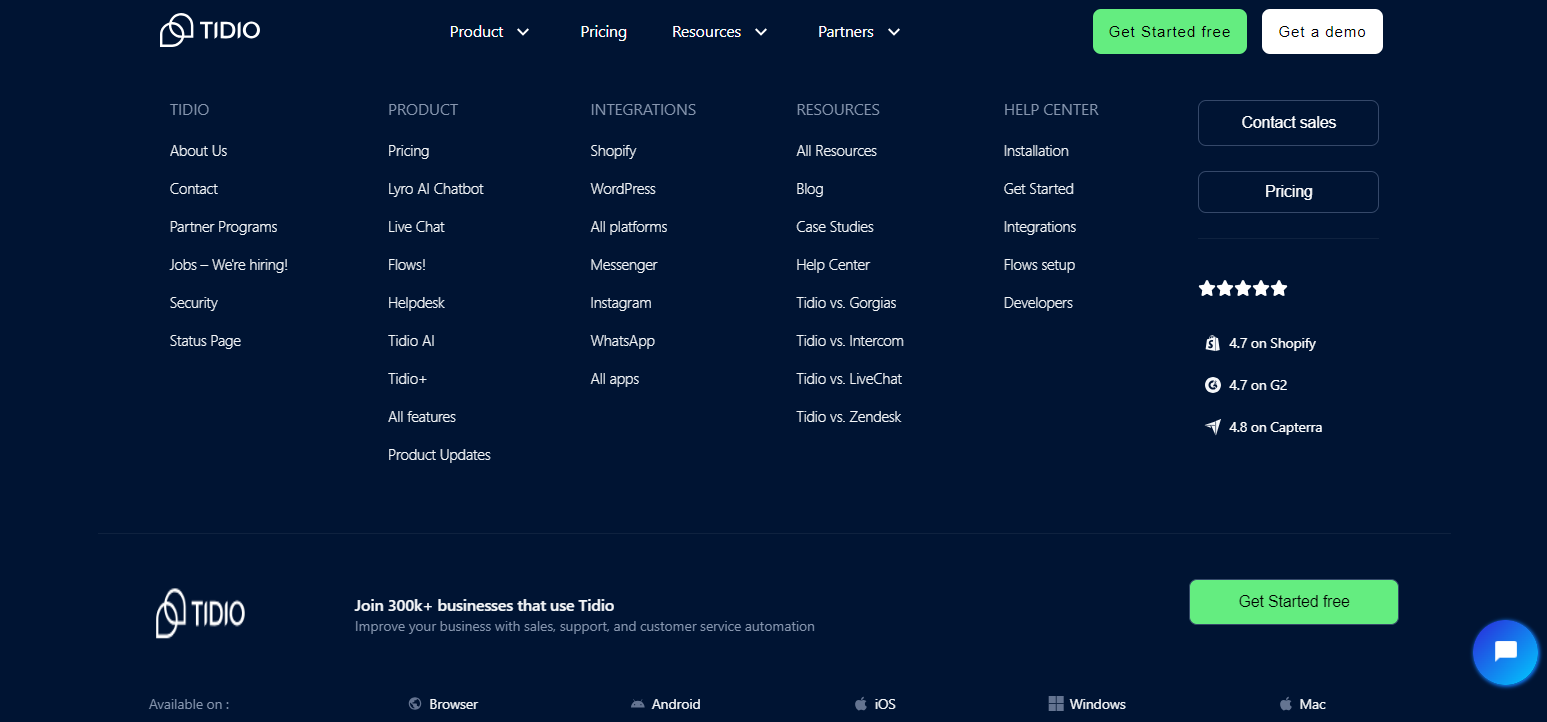 TIDIO
Product
Pricing
Resources
Partners
Get Started free
Get a demo
TIDIO
About Us
Contact
Partner Programs
Jobs – We're hiring!
Security
Status Page
PRODUCT
Pricing
Lyro AI Chatbot
Live Chat
Flows!
Helpdesk
Tidio AI
Tidio+
All features
Product Updates
INTEGRATIONS
Shopify
WordPress
All platforms
Messenger
Instagram
WhatsApp
All apps
RESOURCES
All Resources
Blog
Case Studies
Help Center
Tidio vs. Gorgias
Tidio vs. Intercom
Tidio vs. LiveChat
Tidio vs. Zendesk
HELP CENTER
Installation
Get Started
Integrations
Flows setup
Developers
Contact sales
Pricing
4.7 on Shopify
4.7 on G2
4.8 on Capterra
TIDIO
Join 300k+ businesses that use Tidio
Improve your business with sales, support, and customer service automation
Get Started free
Available on :
Browser
Android
iOS
Windows
Mac